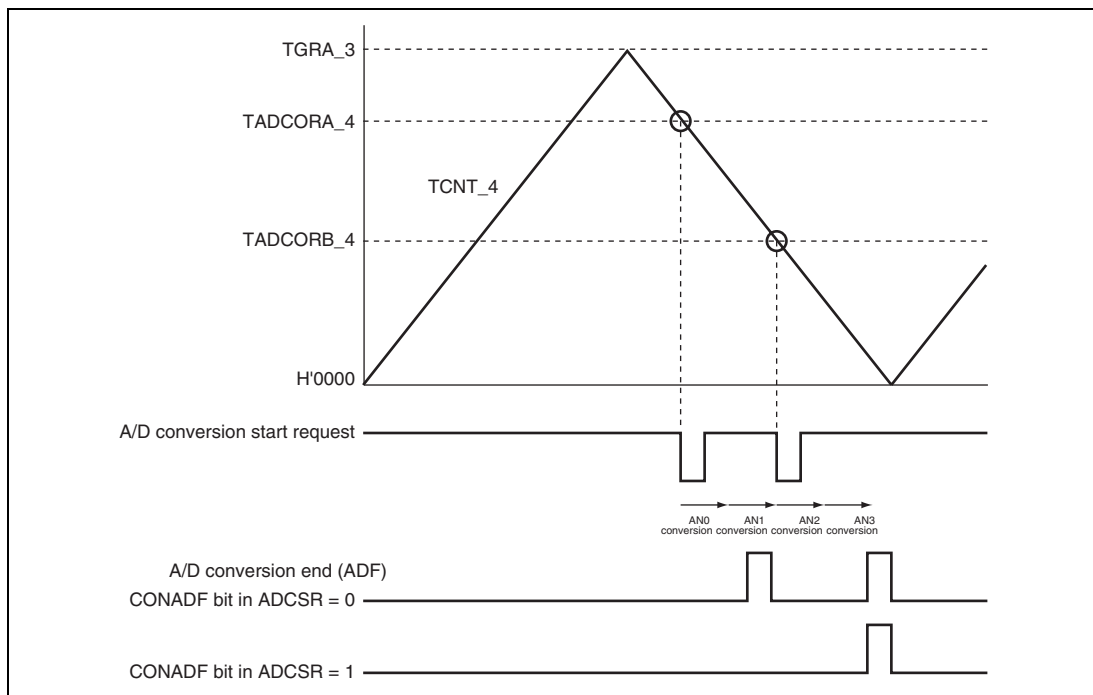 TGRA_3
TADCORA_4
TCNT_4
TADCORB_4
H'0000
A/D conversion start request
AN0 AN1 AN2 AN3
conversion conversion conversion conversion
A/D conversion end (ADF)
CONADF bit in ADCSR = 0
CONADF bit in ADCSR = 1